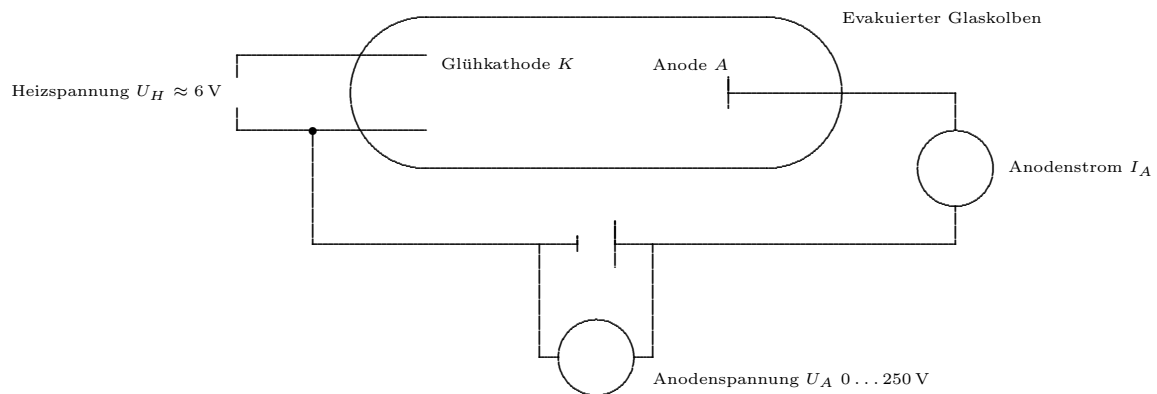 Evakuierter Glaskolben
Glühkathode K
Anode A
Heizspannung U_H ≈ 6 V
Anodenstrom I_A
Anodenspannung U_A 0 … 250 V